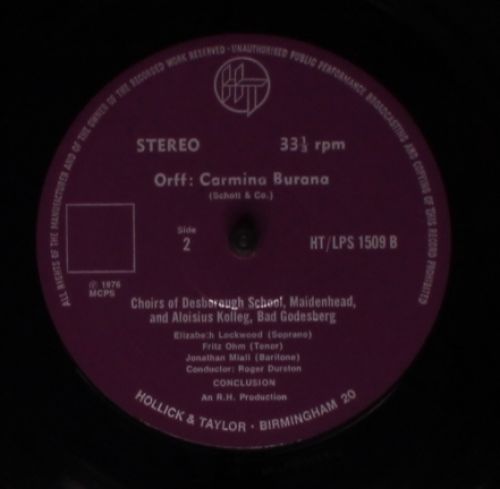 ALL RIGHTS OF THE MANUFACTURER AND OF THE OWNER OF THE RECORDED WORK RESERVED · UNAUTHORISED PUBLIC PERFORMANCE BROADCASTING AND COPYING OF THIS RECORD PROHIBITED
HT
STEREO 33⅓ rpm
Orff: Carmina Burana
(Schott & Co.)
Side
2
HT/LPS 1509 B
℗ 1976
MCPS
Choirs of Desborough School, Maidenhead,
and Aloisius Kolleg, Bad Godesberg
Elizabeth Lockwood (Soprano)
Fritz Ohm (Tenor)
Jonathan Miall (Baritone)
Conductor: Roger Durston
CONCLUSION
An R.H. Production
HOLLICK & TAYLOR · BIRMINGHAM 20